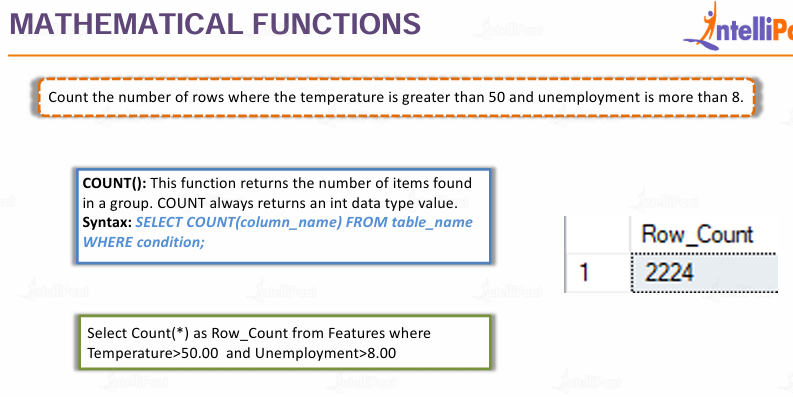 MATHEMATICAL FUNCTIONS
ntelliPa
Count the number of rows where the temperature is greater than 50 and unemployment is more than 8.
COUNT(): This function returns the number of items found
in a group. COUNT always returns an int data type value.
Syntax: SELECT COUNT(column_name) FROM table_name
WHERE condition;
Row_Count
1 2224
Select Count(*) as Row_Count from Features where
Temperature>50.00 and Unemployment>8.00